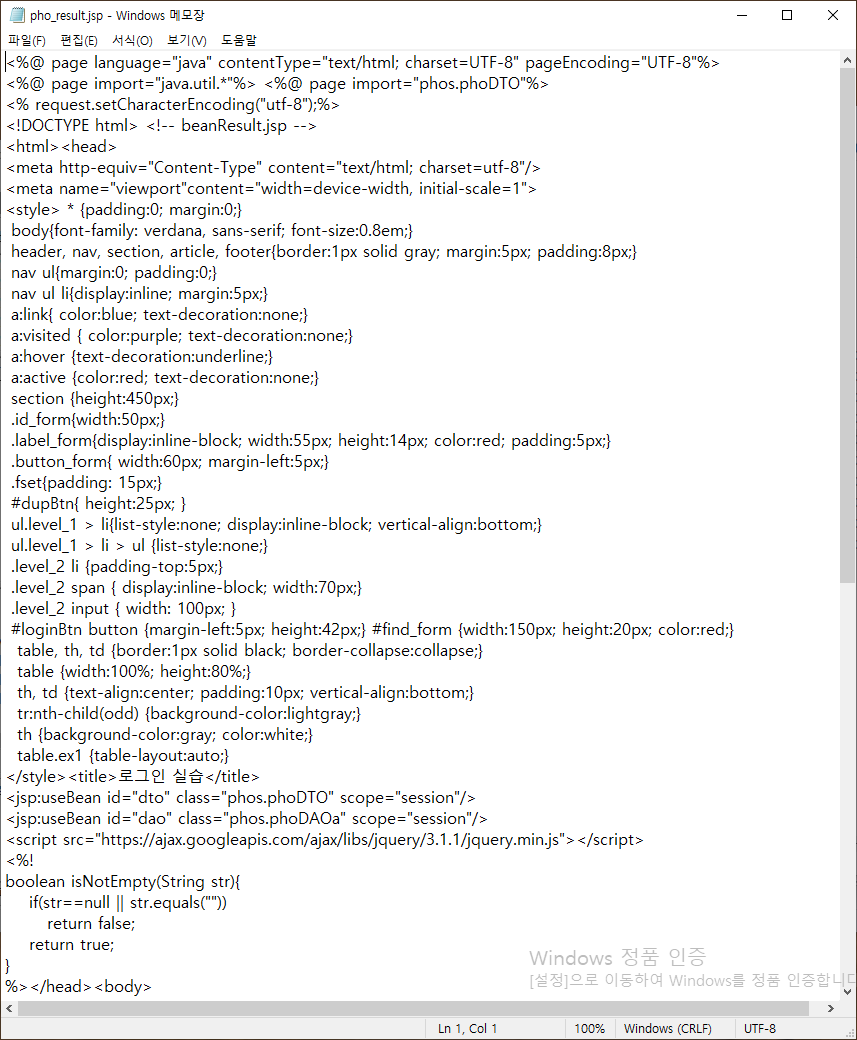 pho_result.jsp - Windows 메모장
파일(F) 편집(E) 서식(O) 보기(V) 도움말
<%@ page language="java" contentType="text/html; charset=UTF-8" pageEncoding="UTF-8"%>
<%@ page import="java.util.*"%> <%@ page import="phos.phoDTO"%>
<% request.setCharacterEncoding("utf-8");%>
<!DOCTYPE html> <!-- beanResult.jsp -->
<html><head>
<meta http-equiv="Content-Type" content="text/html; charset=utf-8"/>
<meta name="viewport"content="width=device-width, initial-scale=1">
<style> * {padding:0; margin:0;}
body{font-family: verdana, sans-serif; font-size:0.8em;}
header, nav, section, article, footer{border:1px solid gray; margin:5px; padding:8px;}
nav ul{margin:0; padding:0;}
nav ul li{display:inline; margin:5px;}
a:link{ color:blue; text-decoration:none;}
a:visited { color:purple; text-decoration:none;}
a:hover {text-decoration:underline;}
a:active {color:red; text-decoration:none;}
section {height:450px;}
.id_form{width:50px;}
.label_form{display:inline-block; width:55px; height:14px; color:red; padding:5px;}
.button_form{ width:60px; margin-left:5px;}
.fset{padding: 15px;}
#dupBtn{ height:25px; }
ul.level_1 > li{list-style:none; display:inline-block; vertical-align:bottom;}
ul.level_1 > li > ul {list-style:none;}
.level_2 li {padding-top:5px;}
.level_2 span { display:inline-block; width:70px;}
.level_2 input { width: 100px; }
#loginBtn button {margin-left:5px; height:42px;} #find_form {width:150px; height:20px; color:red;}
table, th, td {border:1px solid black; border-collapse:collapse;}
table {width:100%; height:80%;}
th, td {text-align:center; padding:10px; vertical-align:bottom;}
tr:nth-child(odd) {background-color:lightgray;}
th {background-color:gray; color:white;}
table.ex1 {table-layout:auto;}
</style><title>로그인 실습</title>
<jsp:useBean id="dto" class="phos.phoDTO" scope="session"/>
<jsp:useBean id="dao" class="phos.phoDAOa" scope="session"/>
<script src="https://ajax.googleapis.com/ajax/libs/jquery/3.1.1/jquery.min.js"></script>
<%!
boolean isNotEmpty(String str){
if(str==null || str.equals(""))
return false;
return true;
}
%></head><body>
Windows 정품 인증
[설정]으로 이동하여 Windows를 정품 인증합니다
Ln 1, Col 1 100% Windows (CRLF) UTF-8